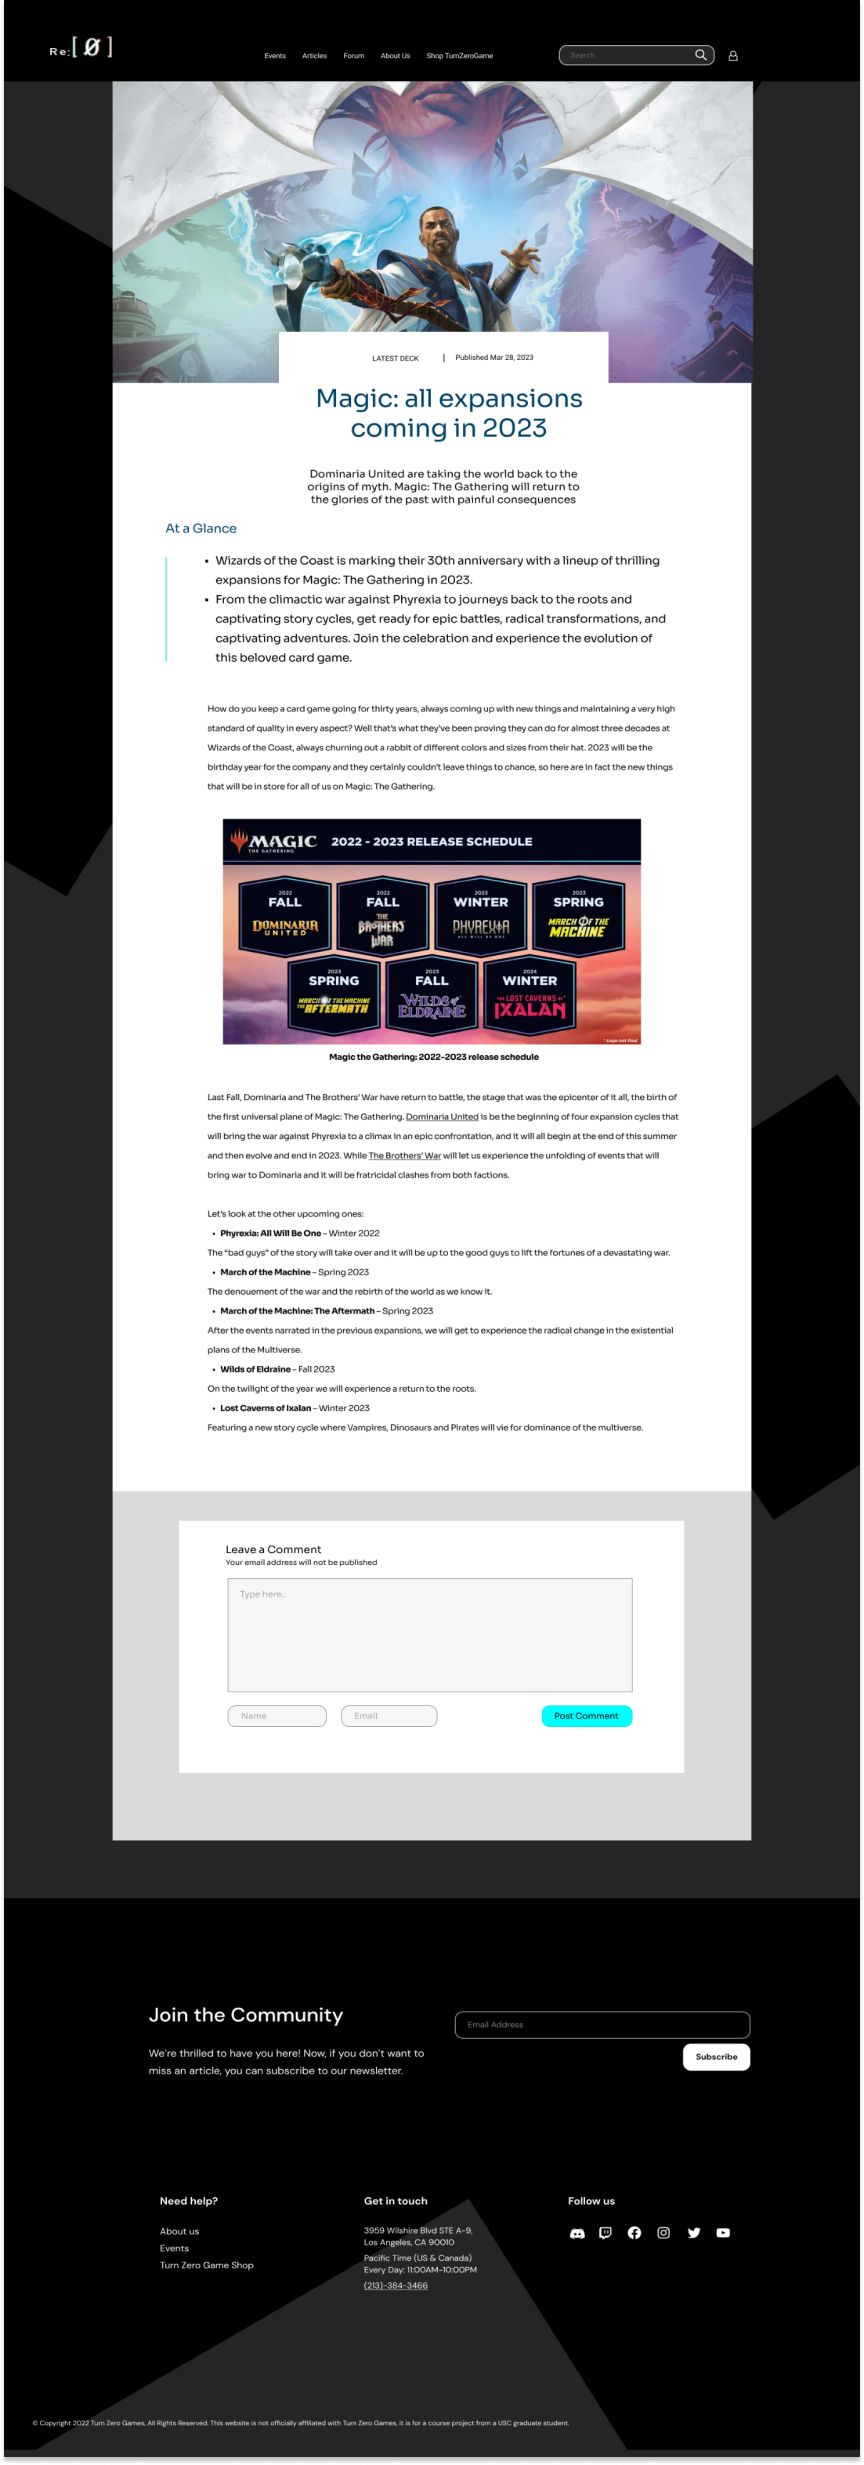 Re:[Ø]
Events Articles Forum About Us Shop TurnZeroGame
Search
LATEST DECK | Published Mar 28, 2023
Magic: all expansions
coming in 2023
Dominaria United are taking the world back to the
origins of myth. Magic: The Gathering will return to
the glories of the past with painful consequences
At a Glance
• Wizards of the Coast is marking their 30th anniversary with a lineup of thrilling
expansions for Magic: The Gathering in 2023.
• From the climactic war against Phyrexia to journeys back to the roots and
captivating story cycles, get ready for epic battles, radical transformations, and
captivating adventures. Join the celebration and experience the evolution of
this beloved card game.
How do you keep a card game going for thirty years, always coming up with new things and maintaining a very high
standard of quality in every aspect? Well that's what they've been proving they can do for almost three decades at
Wizards of the Coast, always churning out a rabbit of different colors and sizes from their hat. 2023 will be the
birthday year for the company and they certainly couldn't leave things to chance, so here are in fact the new things
that will be in store for all of us on Magic: The Gathering.
MAGIC
THE GATHERING
2022 - 2023 RELEASE SCHEDULE
2022
FALL
DOMINARIA
UNITED
2022
FALL
THE
BROTHERS'
WAR
2023
WINTER
PHYREXIA
ALL WILL BE ONE
2023
SPRING
MARCH OF THE
MACHINE
2023
SPRING
MARCH OF THE MACHINE
THE AFTERMATH
2023
FALL
WILDS of
ELDRAINE
2024
WINTER
THE LOST CAVERNS OF
IXALAN
* Logo not final
Magic the Gathering: 2022-2023 release schedule
Last Fall, Dominaria and The Brothers' War have return to battle, the stage that was the epicenter of it all, the birth of
the first universal plane of Magic: The Gathering. Dominaria United is be the beginning of four expansion cycles that
will bring the war against Phyrexia to a climax in an epic confrontation, and it will all begin at the end of this summer
and then evolve and end in 2023. While The Brothers' War will let us experience the unfolding of events that will
bring war to Dominaria and it will be fratricidal clashes from both factions.
Let's look at the other upcoming ones:
• Phyrexia: All Will Be One – Winter 2022
The “bad guys” of the story will take over and it will be up to the good guys to lift the fortunes of a devastating war.
• March of the Machine – Spring 2023
The denouement of the war and the rebirth of the world as we know it.
• March of the Machine: The Aftermath – Spring 2023
After the events narrated in the previous expansions, we will get to experience the radical change in the existential
plans of the Multiverse.
• Wilds of Eldraine – Fall 2023
On the twilight of the year we will experience a return to the roots.
• Lost Caverns of Ixalan – Winter 2023
Featuring a new story cycle where Vampires, Dinosaurs and Pirates will vie for dominance of the multiverse.
Leave a Comment
Your email address will not be published
Type here..
Name Email Post Comment
Join the Community
Email Address
We're thrilled to have you here! Now, if you don't want to
miss an article, you can subscribe to our newsletter.
Subscribe
Need help?
About us
Events
Turn Zero Game Shop
Get in touch
3959 Wilshire Blvd STE A-9,
Los Angeles, CA 90010
Pacific Time (US & Canada)
Every Day: 11:00AM-10:00PM
(213)-384-3466
Follow us
© Copyright 2022 Turn Zero Games, All Rights Reserved. This website is not officially affiliated with Turn Zero Games, it is for a course project from a USC graduate student.